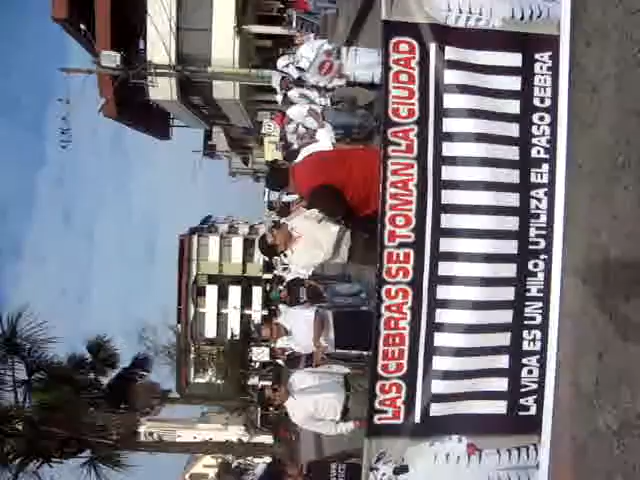 LAS CEBRAS SE TOMAN LA CIUDAD
LA VIDA ES UN HILO, UTILIZA EL PASO CEBRA